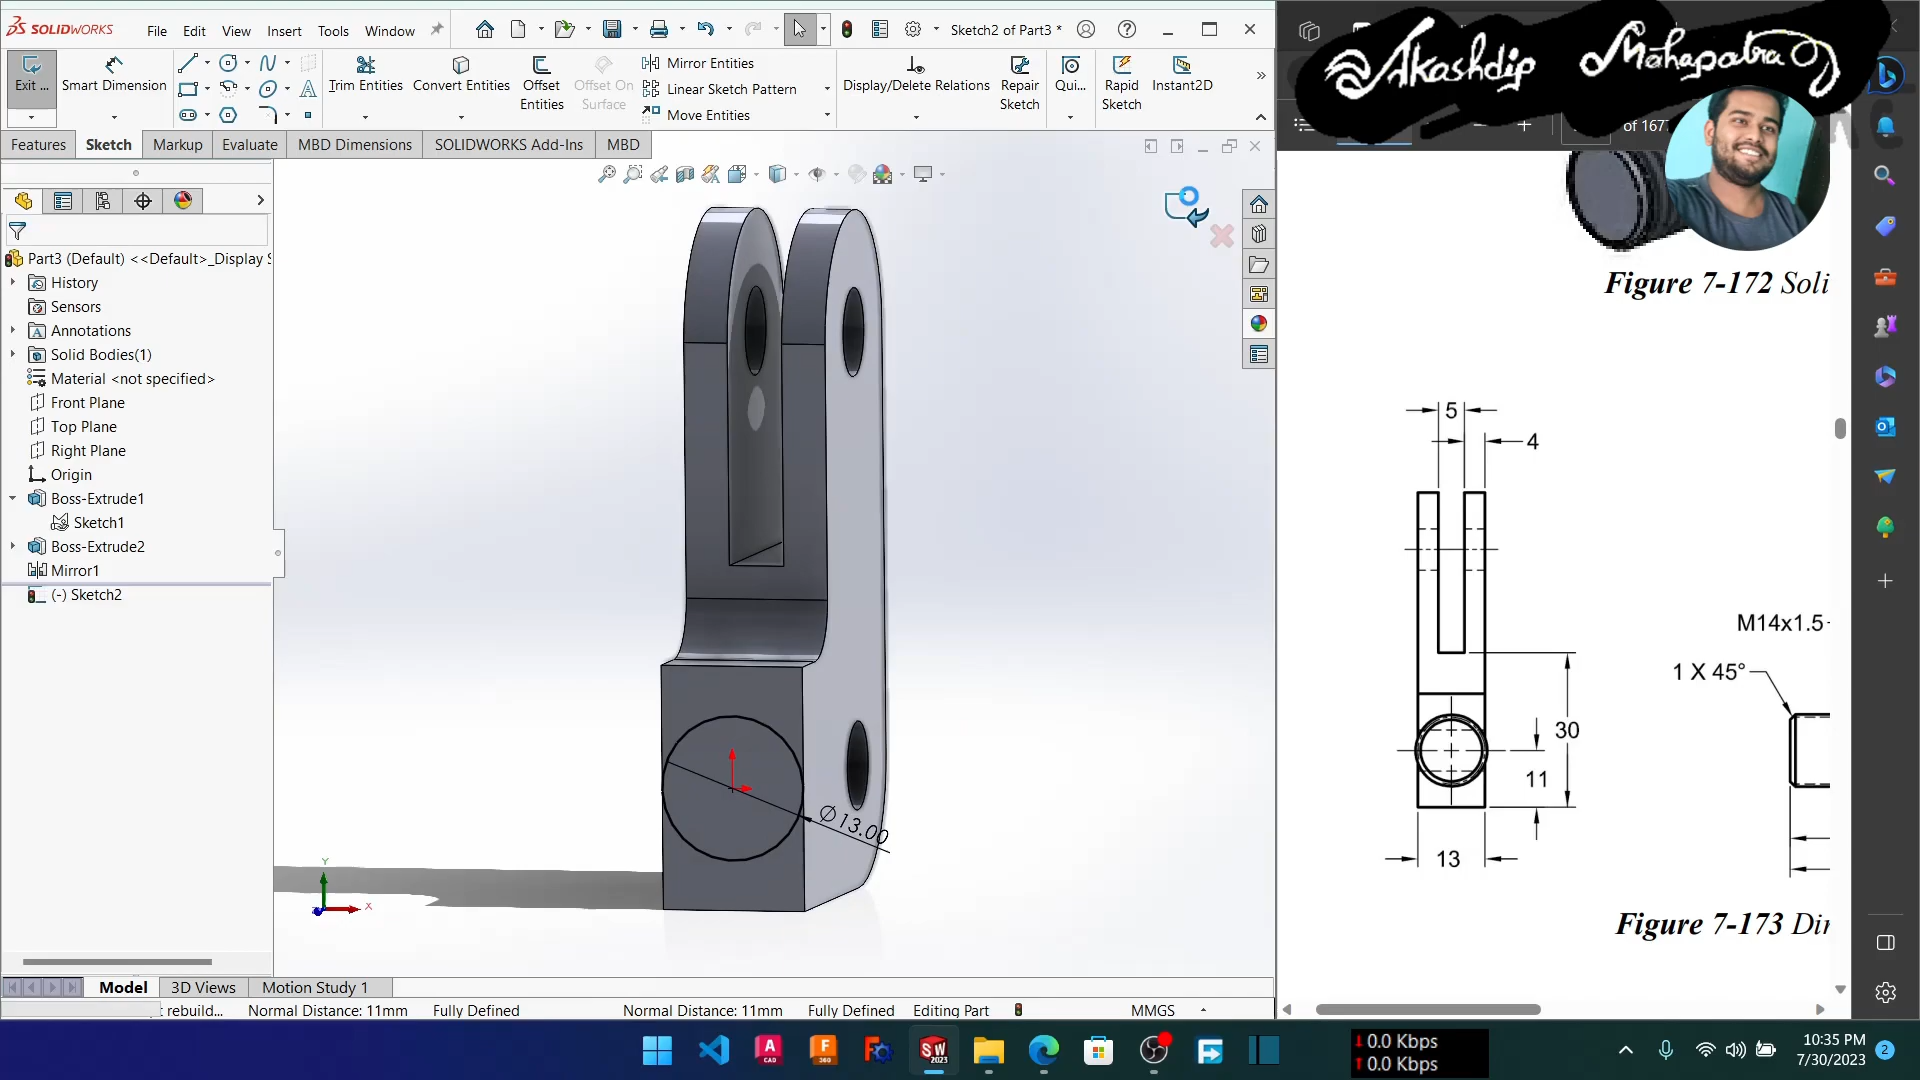 SOLIDWORKS File Edit View Insert Tools Window Sketch2 of Part3 *
Exit ... Smart Dimension Trim Entities Convert Entities Offset Entities Offset On Surface Mirror Entities Linear Sketch Pattern Move Entities Display/Delete Relations Repair Sketch Qui... Rapid Sketch Instant2D
Features Sketch Markup Evaluate MBD Dimensions SOLIDWORKS Add-Ins MBD
Part3 (Default) <<Default>_Display S
History
Sensors
Annotations
Solid Bodies(1)
Material <not specified>
Front Plane
Top Plane
Right Plane
Origin
Boss-Extrude1
Sketch1
Boss-Extrude2
Mirror1
(-) Sketch2
Ø13.00
Y
X
Model 3D Views Motion Study 1
rebuild... Normal Distance: 11mm Fully Defined Normal Distance: 11mm Fully Defined Editing Part MMGS
Akashdip Mahapatra
of 1677
Figure 7-172 Soli
5
4
M14x1.5
1 X 45°
30
11
13
Figure 7-173 Dir
0.0 Kbps
0.0 Kbps
10:35 PM
7/30/2023
2